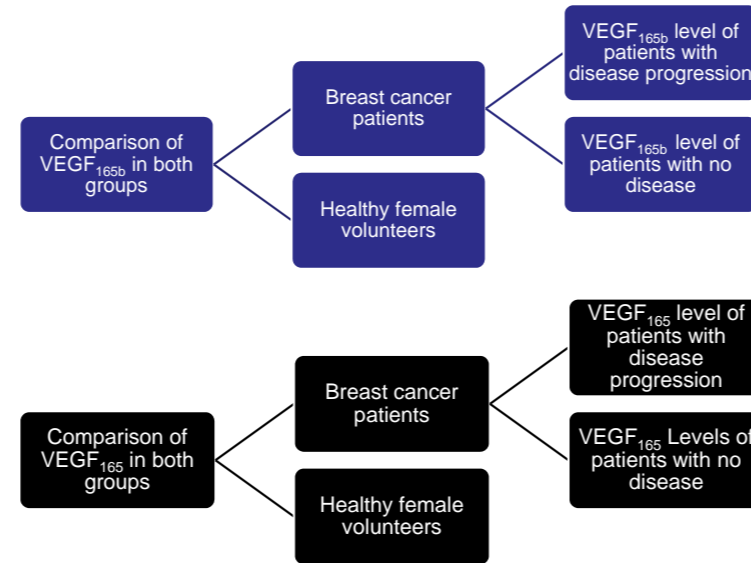 Comparison of
VEGF₁₆₅b in both
groups
Breast cancer
patients
Healthy female
volunteers
VEGF₁₆₅b level of
patients with
disease progression
VEGF₁₆₅b level of
patients with no
disease
Comparison of
VEGF₁₆₅ in both
groups
Breast cancer
patients
Healthy female
volunteers
VEGF₁₆₅ level of
patients with
disease
progression
VEGF₁₆₅ Levels of
patients with no
disease